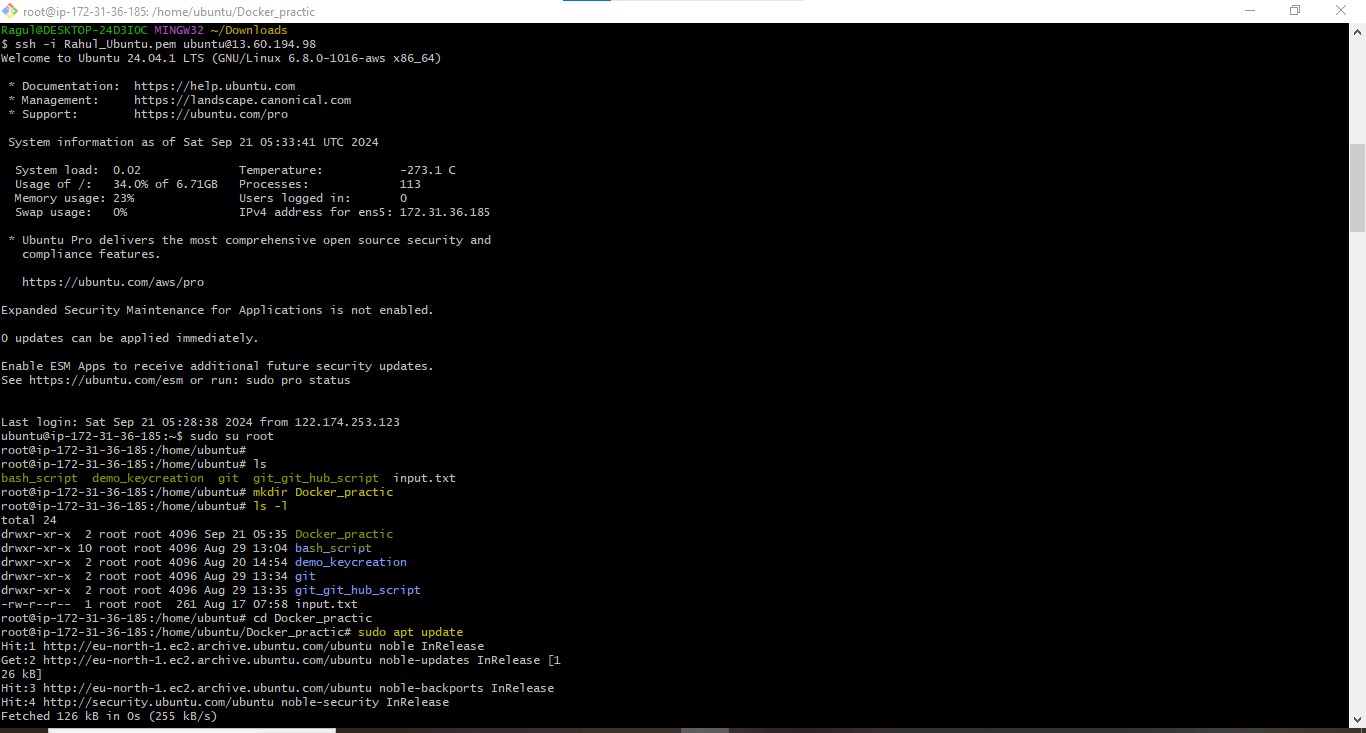 root@ip-172-31-36-185: /home/ubuntu/Docker_practic
Ragul@DESKTOP-24D3IOC MINGW32 ~/Downloads
$ ssh -i Rahul_Ubuntu.pem ubuntu@13.60.194.98
Welcome to Ubuntu 24.04.1 LTS (GNU/Linux 6.8.0-1016-aws x86_64)
* Documentation:  https://help.ubuntu.com
* Management:     https://landscape.canonical.com
* Support:        https://ubuntu.com/pro
System information as of Sat Sep 21 05:33:41 UTC 2024
System load:  0.02               Temperature:           -273.1 C
Usage of /:   34.0% of 6.71GB   Processes:             113
Memory usage: 23%                Users logged in:       0
Swap usage:   0%                 IPv4 address for ens5: 172.31.36.185
* Ubuntu Pro delivers the most comprehensive open source security and
compliance features.
https://ubuntu.com/aws/pro
Expanded Security Maintenance for Applications is not enabled.
0 updates can be applied immediately.
Enable ESM Apps to receive additional future security updates.
See https://ubuntu.com/esm or run: sudo pro status
Last login: Sat Sep 21 05:28:38 2024 from 122.174.253.123
ubuntu@ip-172-31-36-185:~$ sudo su root
root@ip-172-31-36-185:/home/ubuntu#
root@ip-172-31-36-185:/home/ubuntu# ls
bash_script  demo_keycreation  git  git_git_hub_script  input.txt
root@ip-172-31-36-185:/home/ubuntu# mkdir Docker_practic
root@ip-172-31-36-185:/home/ubuntu# ls -l
total 24
drwxr-xr-x  2 root root 4096 Sep 21 05:35 Docker_practic
drwxr-xr-x 10 root root 4096 Aug 29 13:04 bash_script
drwxr-xr-x  2 root root 4096 Aug 20 14:54 demo_keycreation
drwxr-xr-x  2 root root 4096 Aug 29 13:34 git
drwxr-xr-x  2 root root 4096 Aug 29 13:35 git_git_hub_script
-rw-r--r--  1 root root  261 Aug 17 07:58 input.txt
root@ip-172-31-36-185:/home/ubuntu# cd Docker_practic
root@ip-172-31-36-185:/home/ubuntu/Docker_practic# sudo apt update
Hit:1 http://eu-north-1.ec2.archive.ubuntu.com/ubuntu noble InRelease
Get:2 http://eu-north-1.ec2.archive.ubuntu.com/ubuntu noble-updates InRelease [1
26 kB]
Hit:3 http://eu-north-1.ec2.archive.ubuntu.com/ubuntu noble-backports InRelease
Hit:4 http://security.ubuntu.com/ubuntu noble-security InRelease
Fetched 126 kB in 0s (255 kB/s)